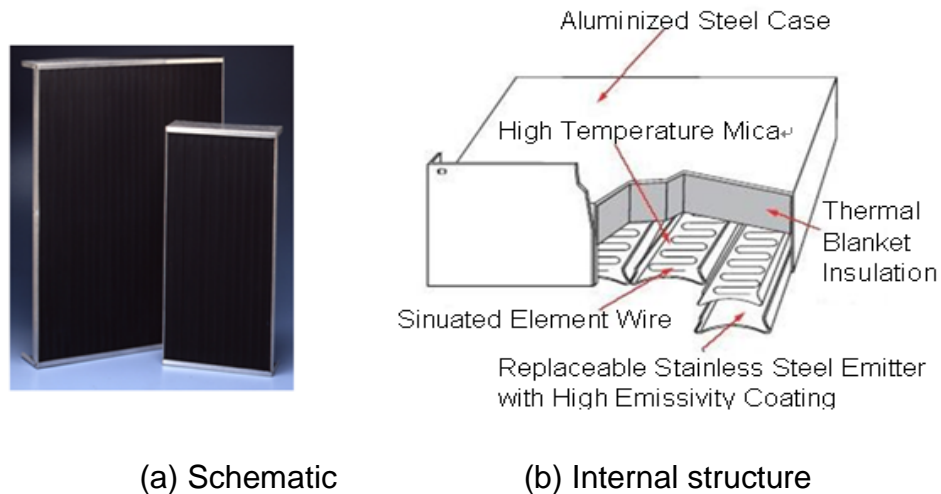 Aluminized Steel Case
High Temperature Mica↵
Thermal
Blanket
Insulation
Sinuated Element Wire
Replaceable Stainless Steel Emitter
with High Emissivity Coating
(a) Schematic
(b) Internal structure